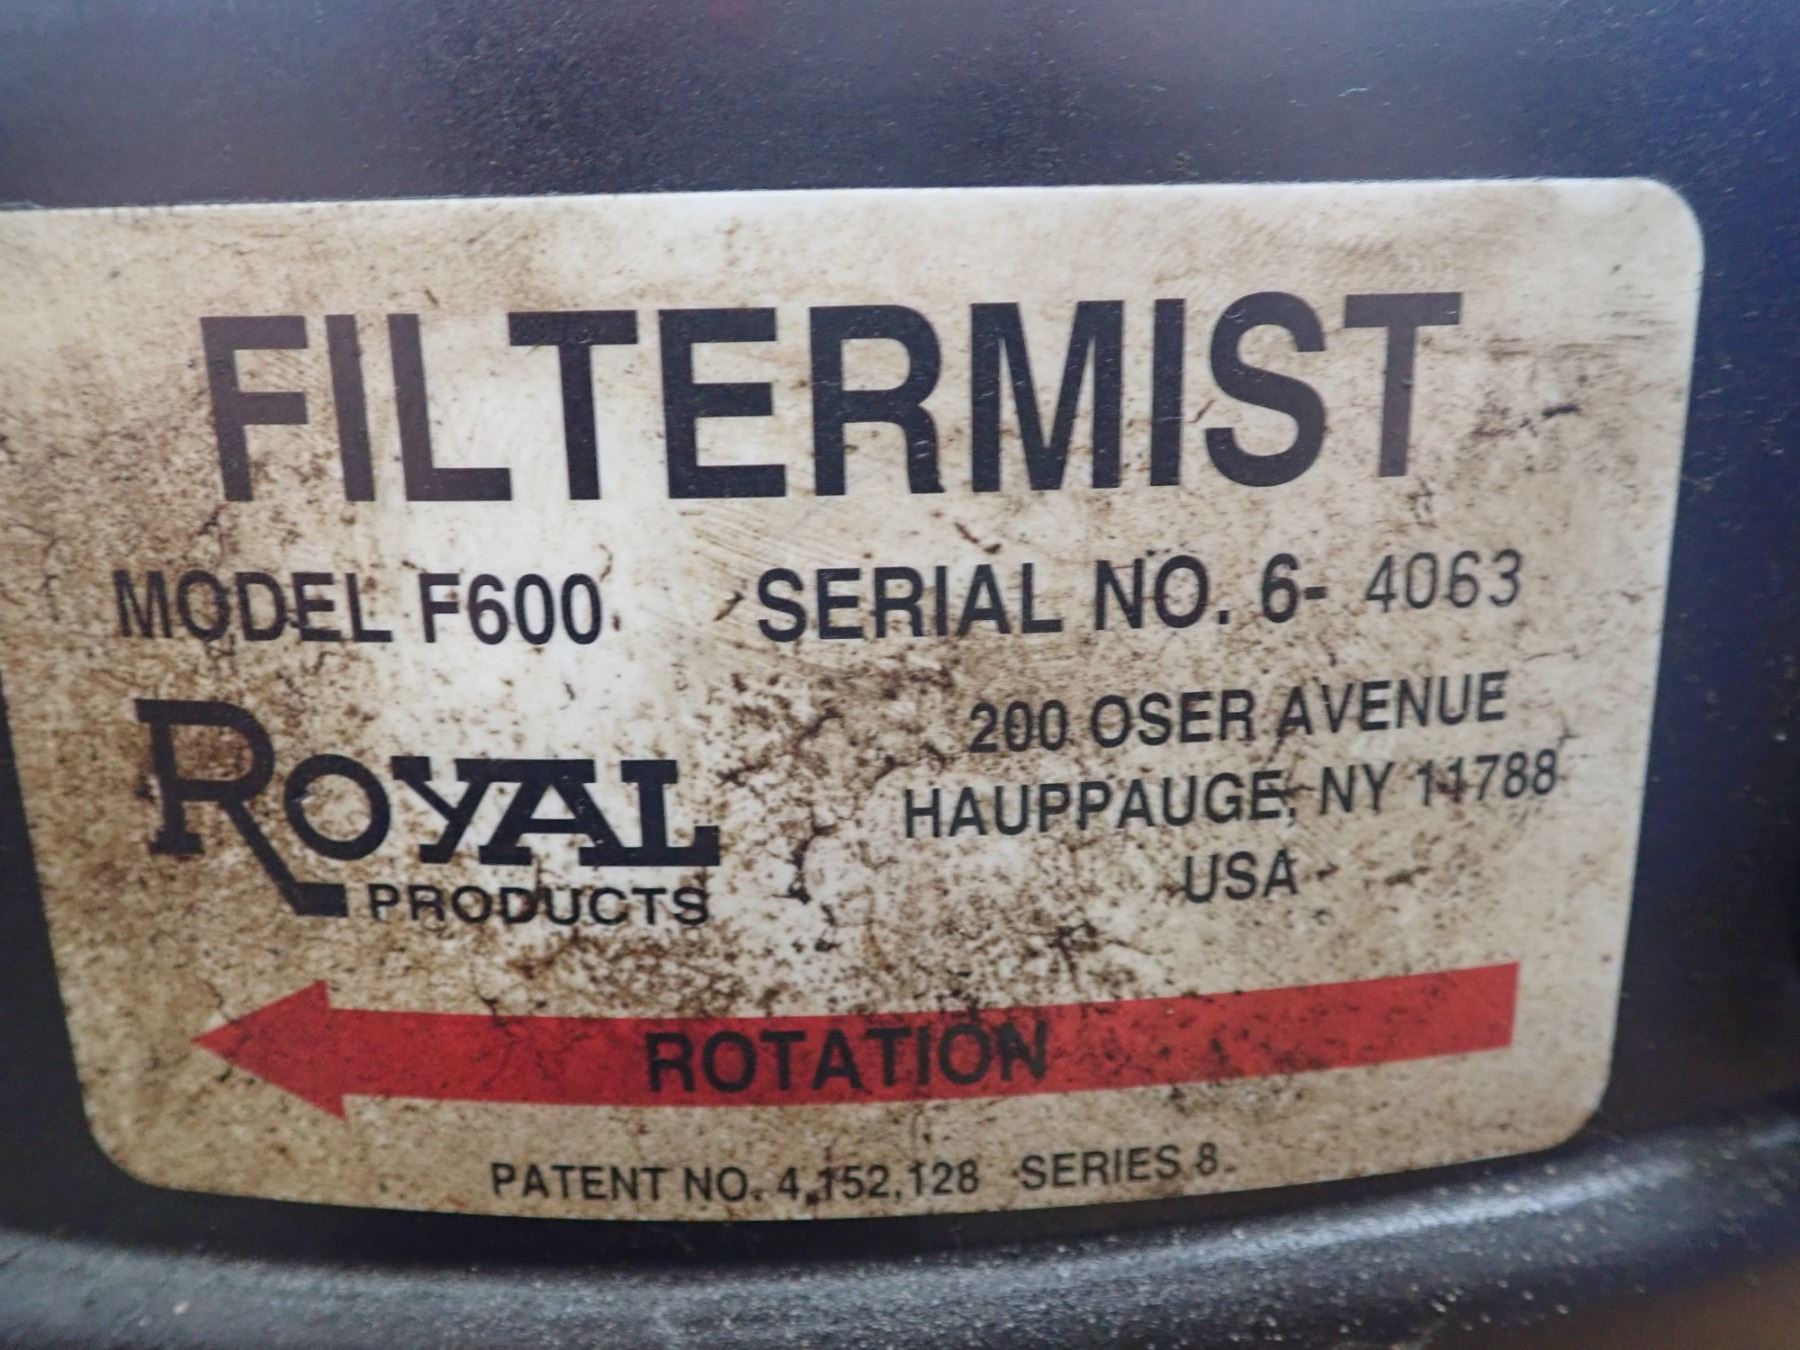 FILTERMIST
MODEL F600 SERIAL NO. 6- 4063
ROYAL
PRODUCTS
200 OSER AVENUE
HAUPPAUGE, NY 11788
USA
ROTATION
PATENT NO. 4,152,128 SERIES 8